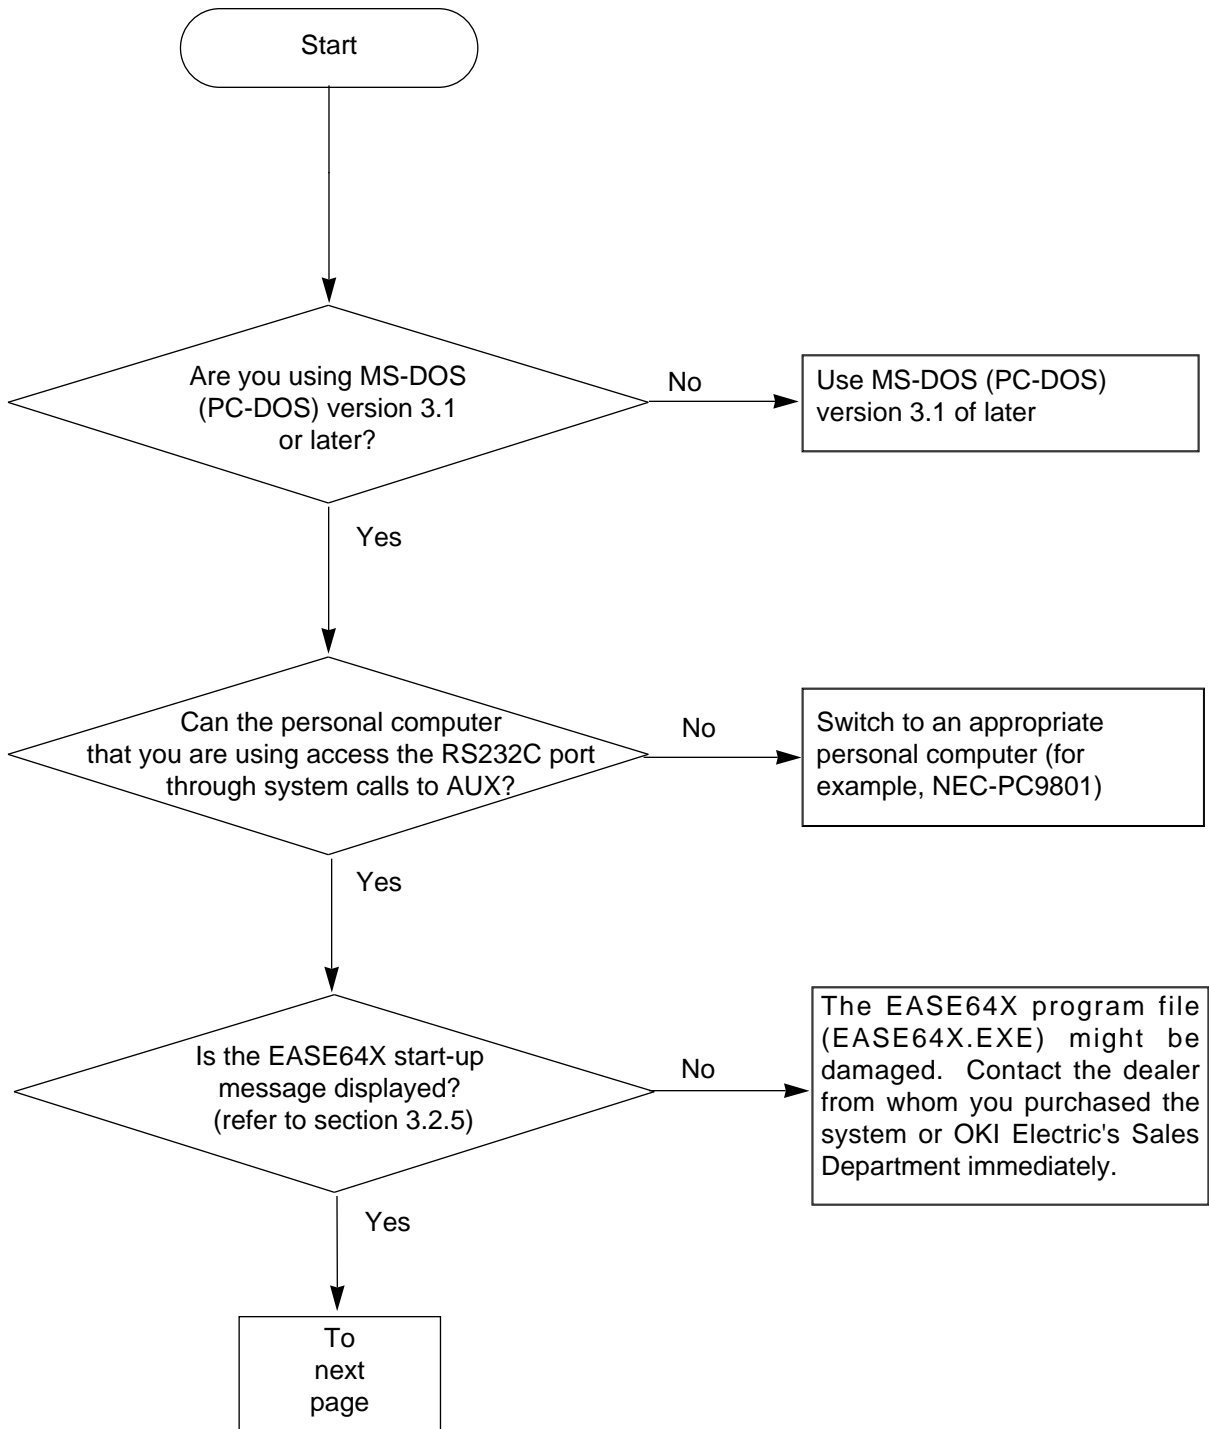 Start
Are you using MS-DOS
(PC-DOS) version 3.1
or later?
No
Use MS-DOS (PC-DOS)
version 3.1 of later
Yes
Can the personal computer
that you are using access the RS232C port
through system calls to AUX?
No
Switch to an appropriate
personal computer (for
example, NEC-PC9801)
Yes
Is the EASE64X start-up
message displayed?
(refer to section 3.2.5)
No
The EASE64X program file
(EASE64X.EXE) might be
damaged. Contact the dealer
from whom you purchased the
system or OKI Electric's Sales
Department immediately.
Yes
To
next
page